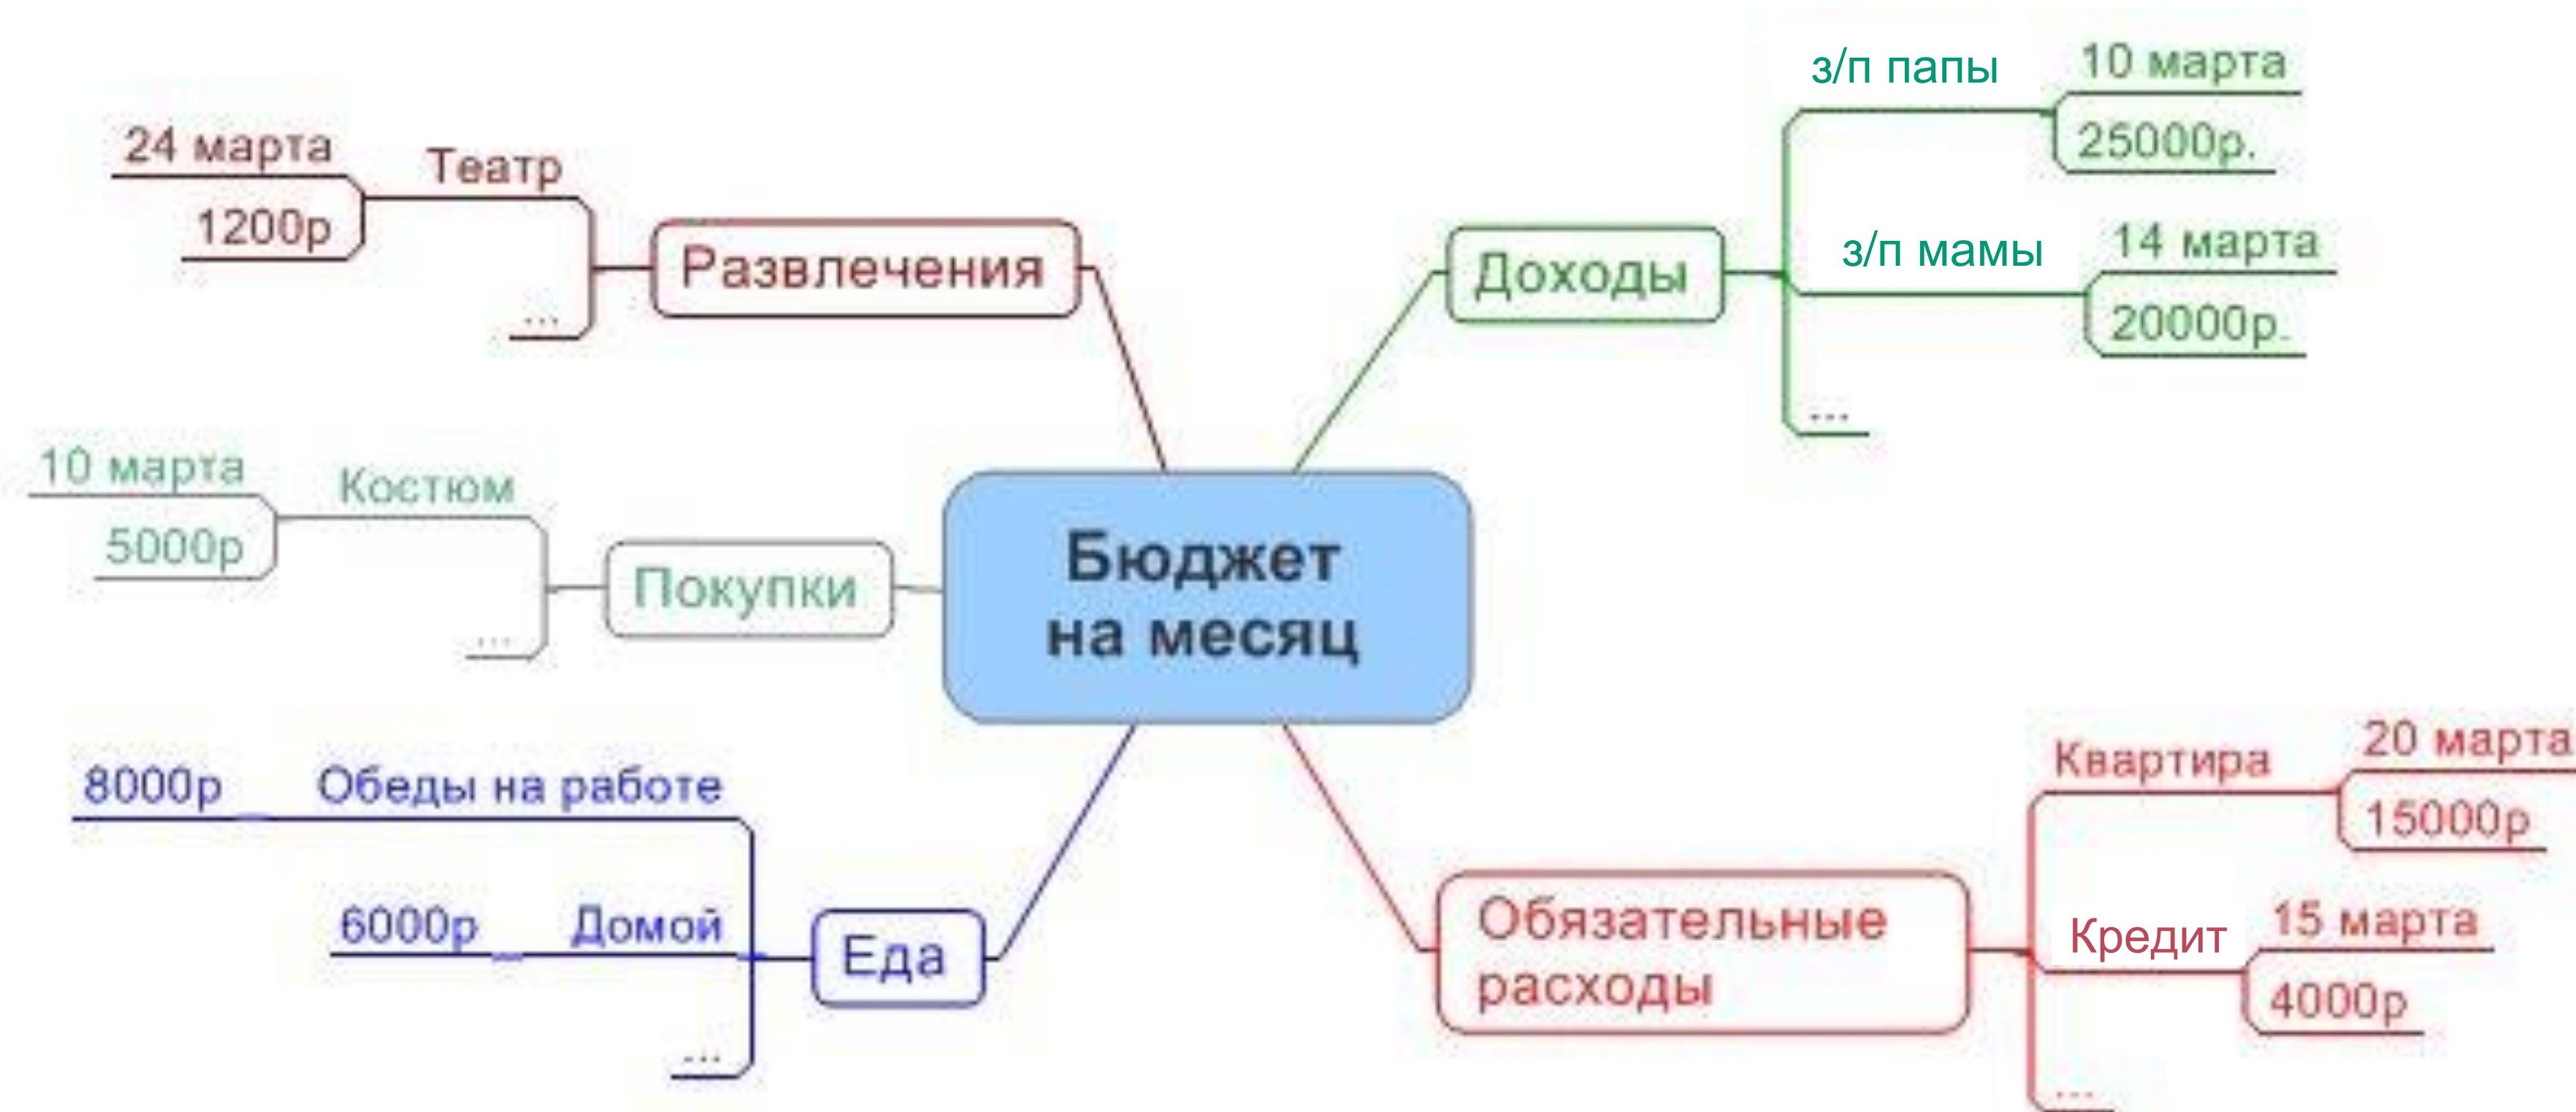 Бюджет
на месяц
Развлечения
Театр
24 марта
1200р
...
Покупки
Костюм
10 марта
5000р
...
Еда
Обеды на работе
8000р
Домой
6000р
...
Доходы
з/п папы
10 марта
25000р.
з/п мамы
14 марта
20000р.
...
Обязательные
расходы
Квартира
20 марта
15000р
Кредит
15 марта
4000р
...